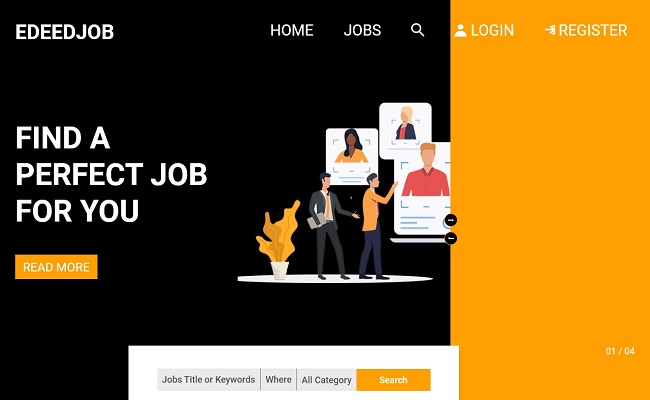 EDEEDJOB
HOME JOBS LOGIN REGISTER
FIND A
PERFECT JOB
FOR YOU
READ MORE
01 / 04
Jobs Title or Keywords Where All Category Search